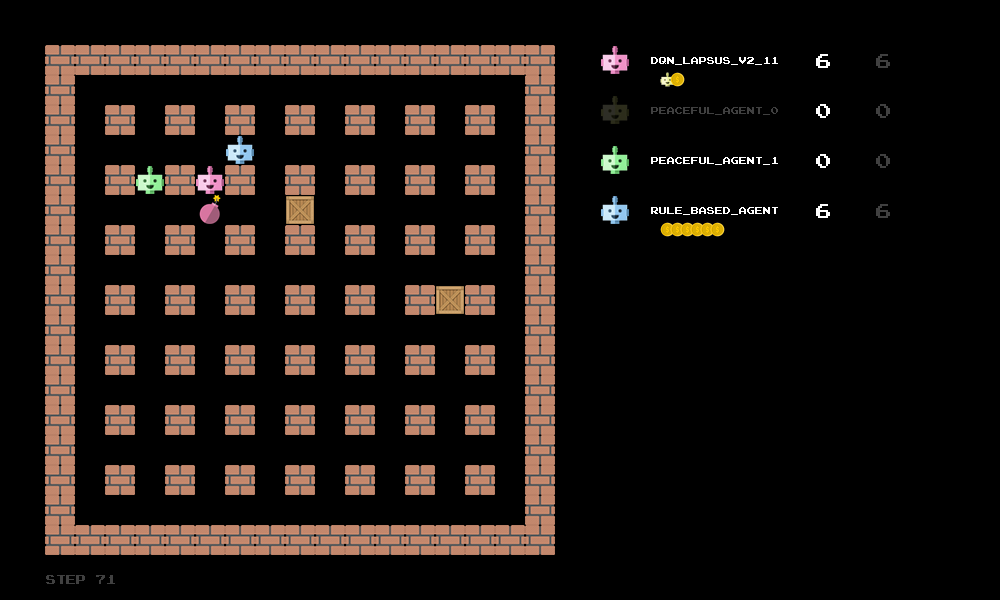 DQN_LAPSUS_V2_11 6 6
PEACEFUL_AGENT_0 0 0
PEACEFUL_AGENT_1 0 0
RULE_BASED_AGENT 6 6
STEP 71